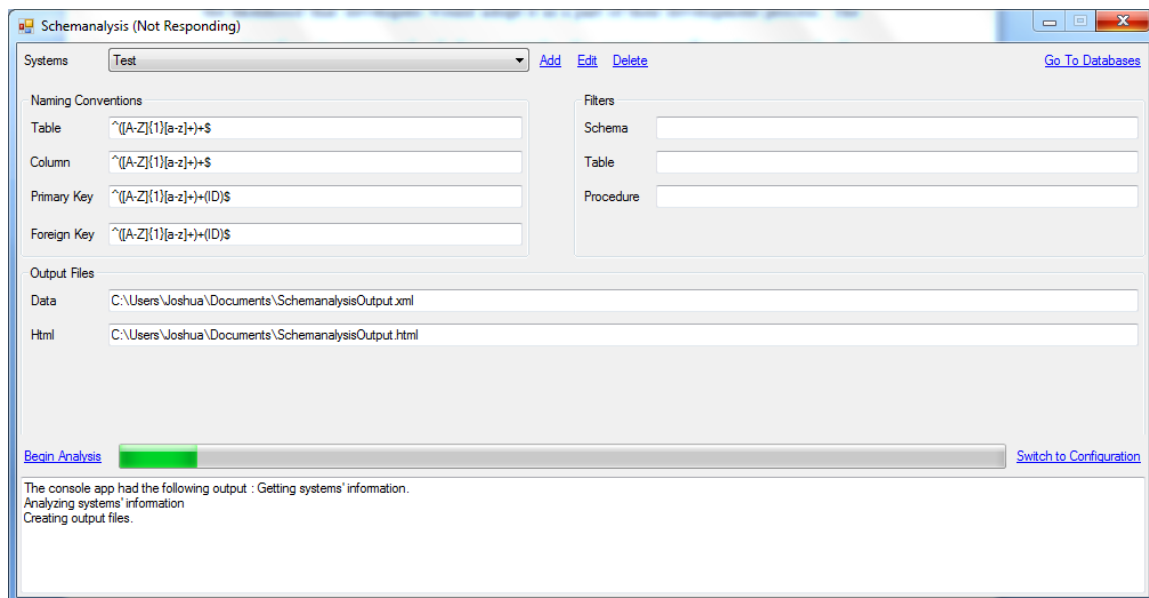 Schemanalysis (Not Responding)
Systems Test Add Edit Delete Go To Databases
Naming Conventions
Table ^([A-Z]{1}[a-z]+)+$
Column ^([A-Z]{1}[a-z]+)+$
Primary Key ^([A-Z]{1}[a-z]+)+(ID)$
Foreign Key ^([A-Z]{1}[a-z]+)+(ID)$
Filters
Schema
Table
Procedure
Output Files
Data C:\Users\Joshua\Documents\SchemanalysisOutput.xml
Html C:\Users\Joshua\Documents\SchemanalysisOutput.html
Begin Analysis Switch to Configuration
The console app had the following output : Getting systems' information.
Analyzing systems' information
Creating output files.